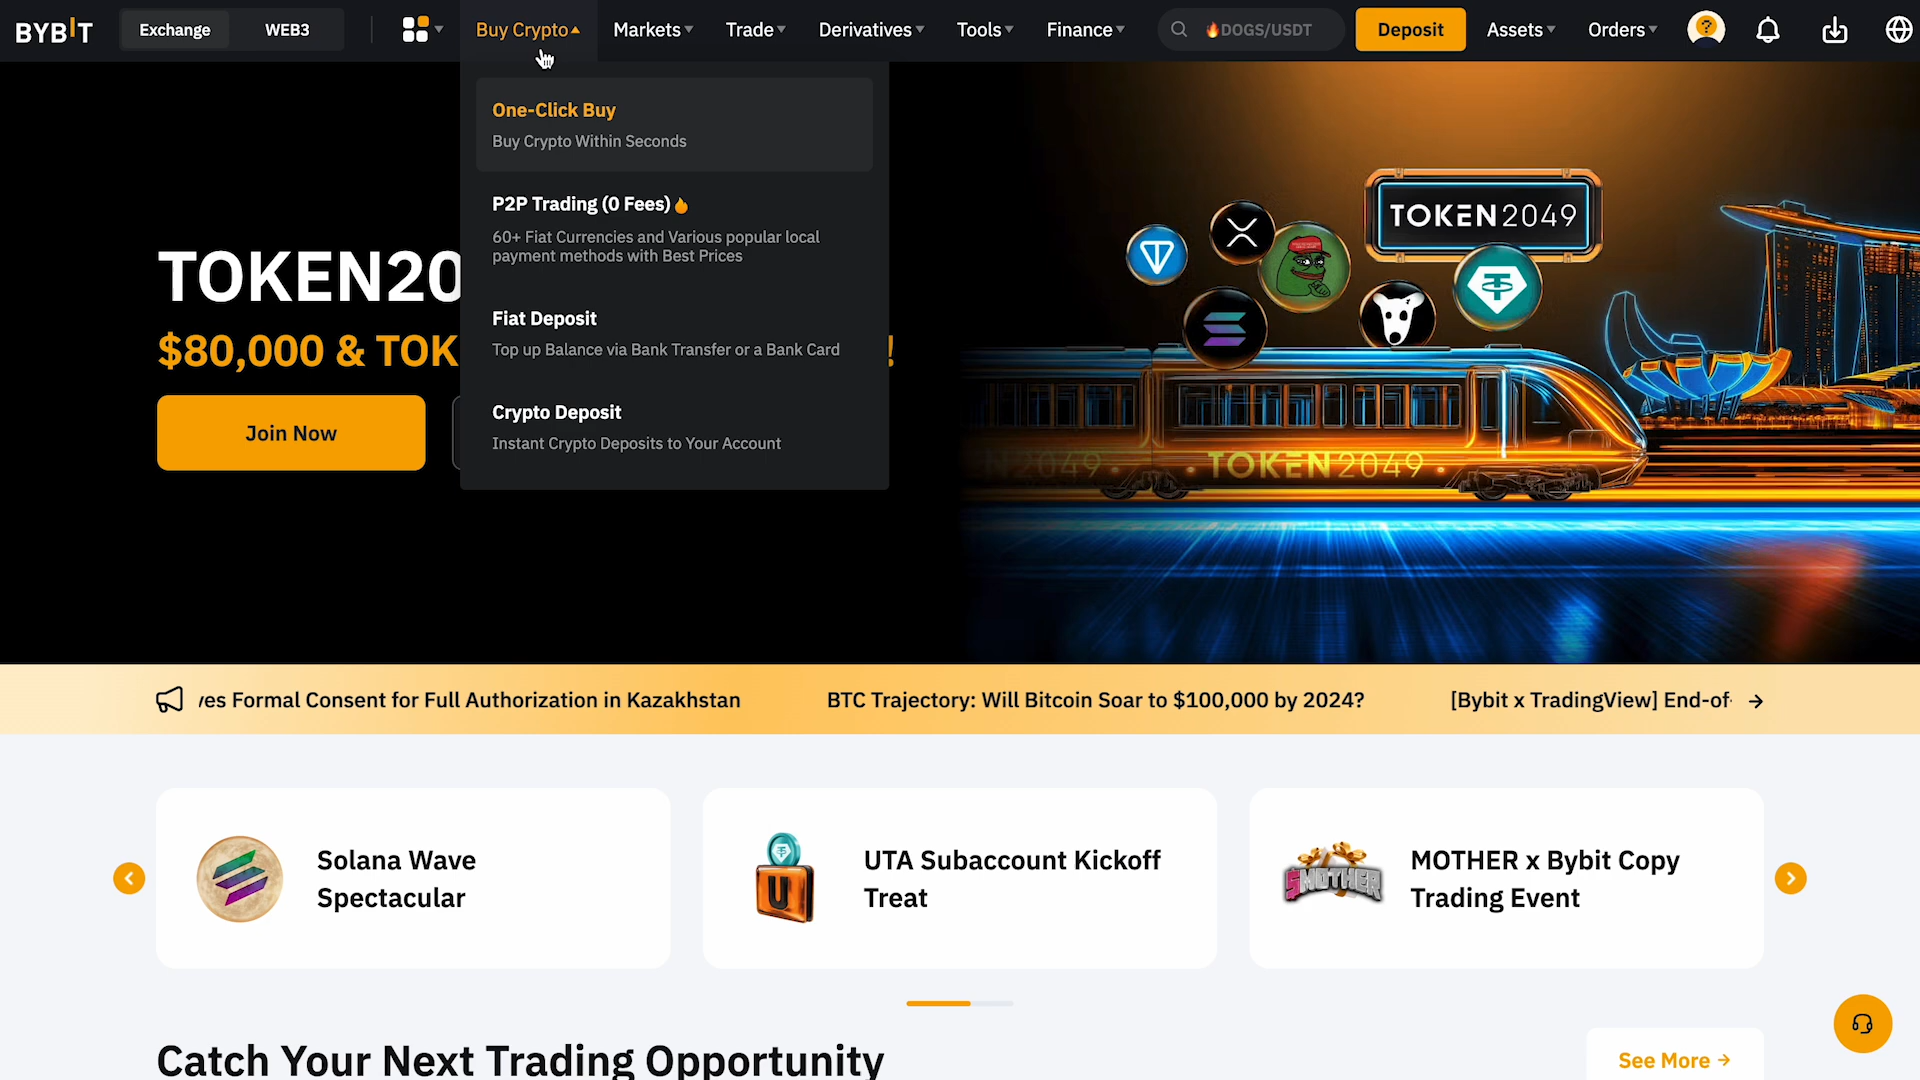 BYBIT
Exchange
WEB3
Buy Crypto
Markets
Trade
Derivatives
Tools
Finance
DOGS/USDT
Deposit
Assets
Orders
One-Click Buy
Buy Crypto Within Seconds
P2P Trading (0 Fees)
60+ Fiat Currencies and Various popular local
payment methods with Best Prices
Fiat Deposit
Top up Balance via Bank Transfer or a Bank Card
Crypto Deposit
Instant Crypto Deposits to Your Account
TOKEN20
$80,000 & TOK
!
Join Now
TOKEN2049
TOKEN2049
N2049
ves Formal Consent for Full Authorization in Kazakhstan
BTC Trajectory: Will Bitcoin Soar to $100,000 by 2024?
[Bybit x TradingView] End-of-
Solana Wave
Spectacular
U
UTA Subaccount Kickoff
Treat
$MOTHER
MOTHER x Bybit Copy
Trading Event
Catch Your Next Trading Opportunity
See More